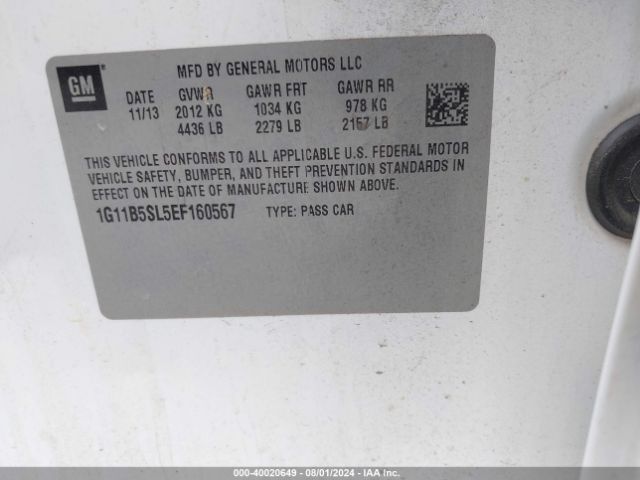 GM
MFD BY GENERAL MOTORS LLC
DATE GVWR GAWR FRT GAWR RR
11/13 2012 KG 1034 KG 978 KG
4436 LB 2279 LB 2157 LB
THIS VEHICLE CONFORMS TO ALL APPLICABLE U.S. FEDERAL MOTOR
VEHICLE SAFETY, BUMPER, AND THEFT PREVENTION STANDARDS IN
EFFECT ON THE DATE OF MANUFACTURE SHOWN ABOVE.
1G11B5SL5EF160567 TYPE: PASS CAR
000-40020649 - 08/01/2024 - IAA Inc.